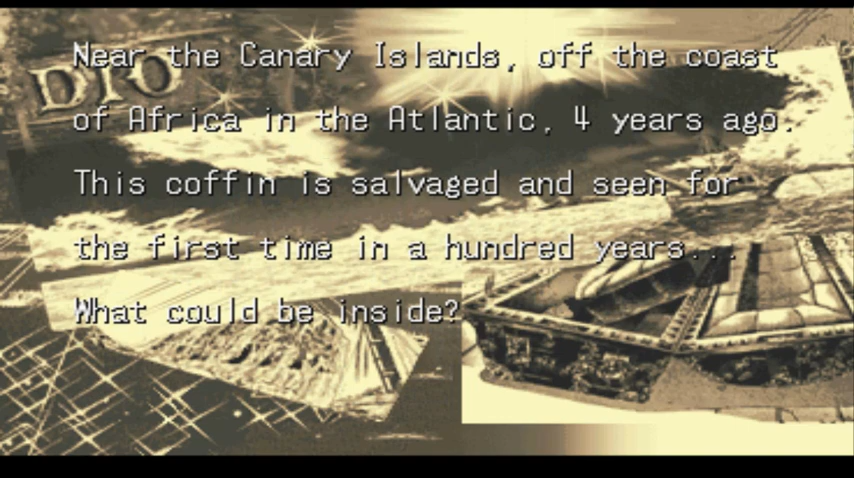 DIO
Near the Canary Islands, off the coast
of Africa in the Atlantic, 4 years ago.
This coffin is salvaged and seen for
the first time in a hundred years...
What could be inside?